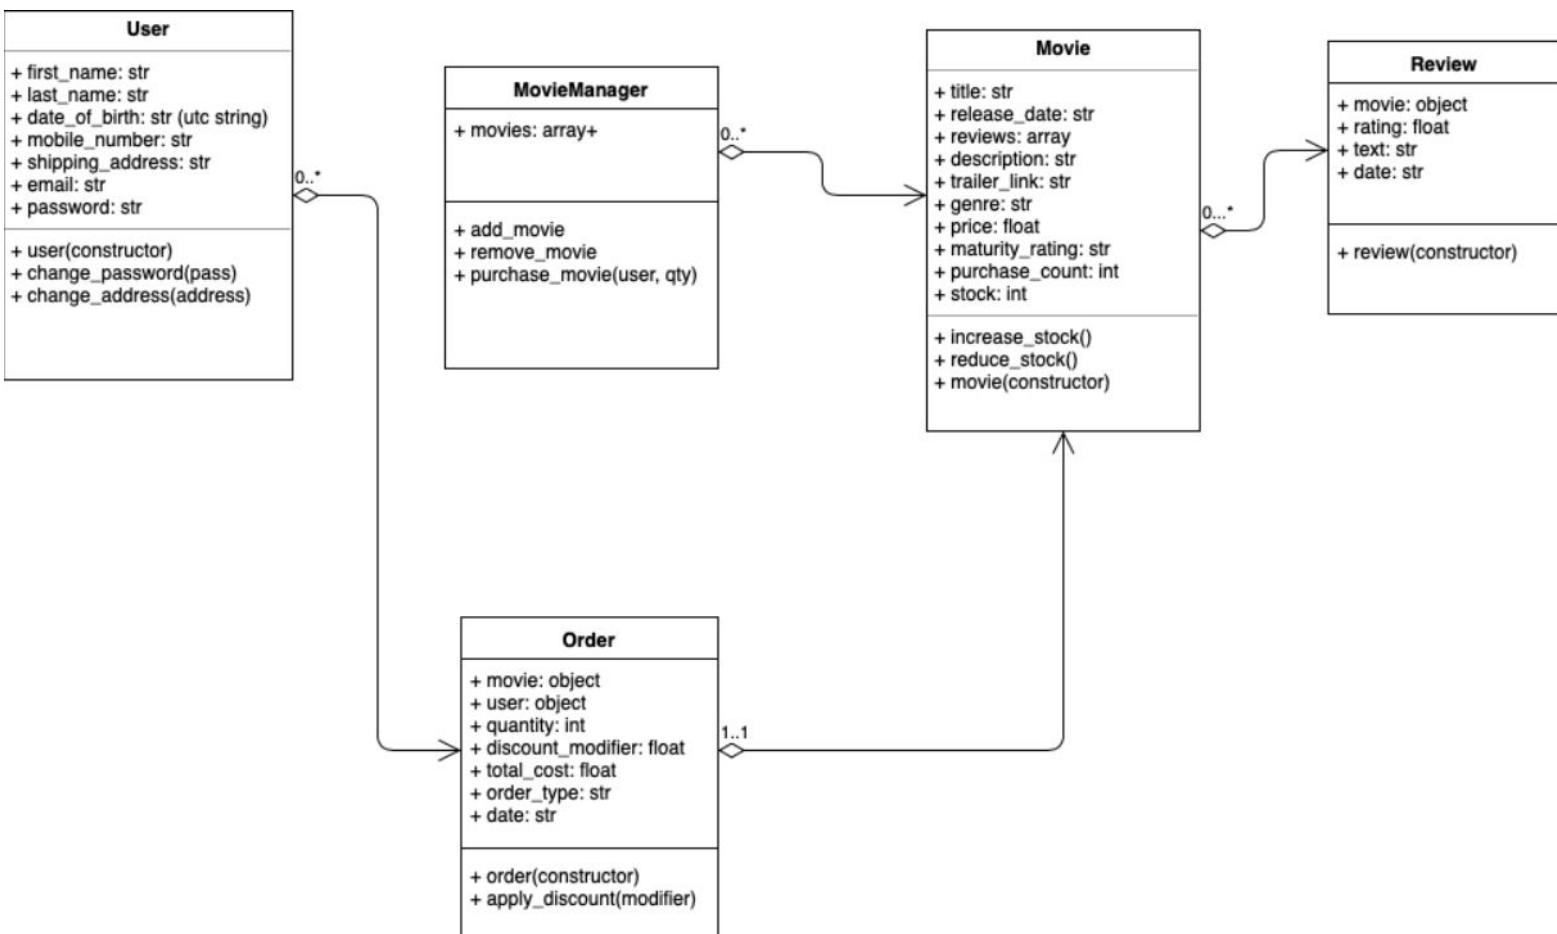 User
+ first_name: str
+ last_name: str
+ date_of_birth: str (utc string)
+ mobile_number: str
+ shipping_address: str
+ email: str
+ password: str
+ user(constructor)
+ change_password(pass)
+ change_address(address)
0..*
MovieManager
+ movies: array+
+ add_movie
+ remove_movie
+ purchase_movie(user, qty)
0..*
Movie
+ title: str
+ release_date: str
+ reviews: array
+ description: str
+ trailer_link: str
+ genre: str
+ price: float
+ maturity_rating: str
+ purchase_count: int
+ stock: int
+ increase_stock()
+ reduce_stock()
+ movie(constructor)
0...*
Review
+ movie: object
+ rating: float
+ text: str
+ date: str
+ review(constructor)
Order
+ movie: object
+ user: object
+ quantity: int
+ discount_modifier: float
+ total_cost: float
+ order_type: str
+ date: str
+ order(constructor)
+ apply_discount(modifier)
1..1